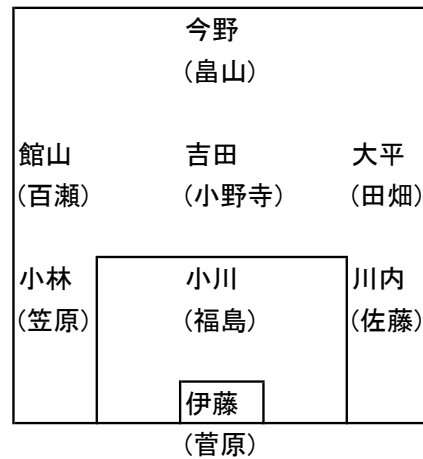 今野
(畠山)
館山 吉田 大平
(百瀬) (小野寺) (田畑)
小林 小川 川内
(笠原) (福島) (佐藤)
伊藤
(菅原)